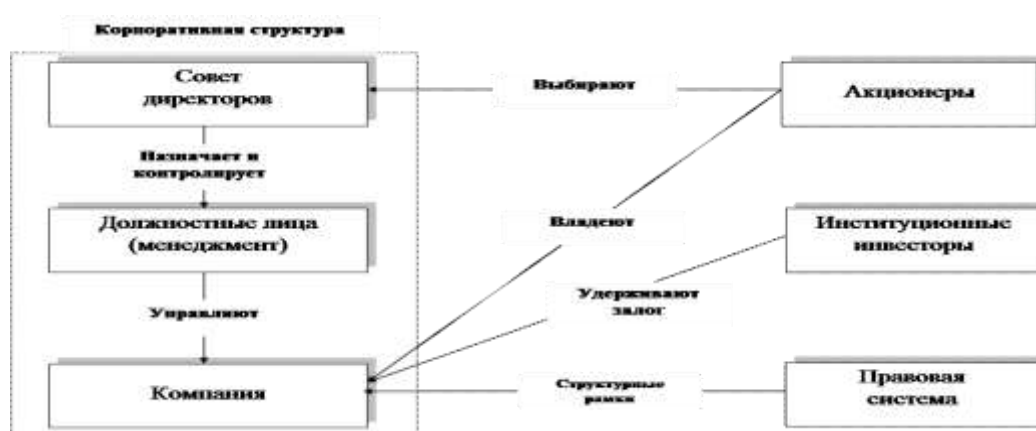 Корпоративная структура
Совет
директоров
Выбирают
Акционеры
Назначает и
контролирует
Должностные лица
(менеджмент)
Владеют
Институционные
инвесторы
Удерживают
залог
Управляют
Компания
Структурные
рамки
Правовая
система